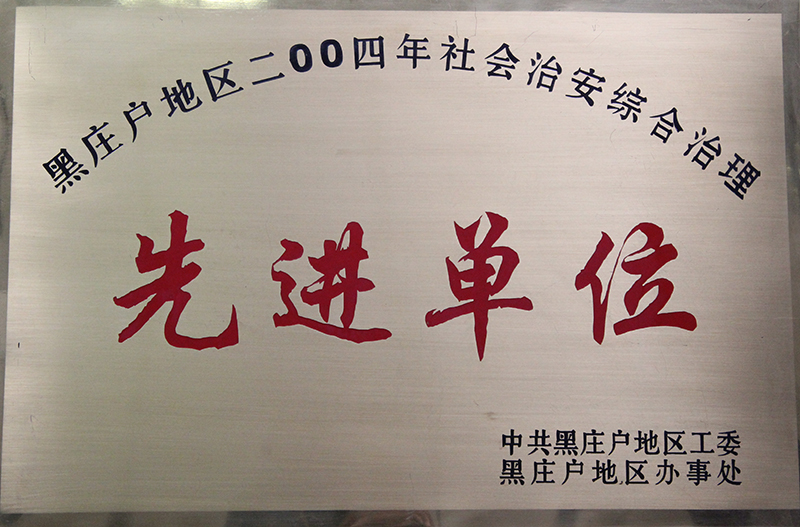 黑庄户地区二00四年社会治安综合治理
先进单位
中共黑庄户地区工委
黑庄户地区办事处